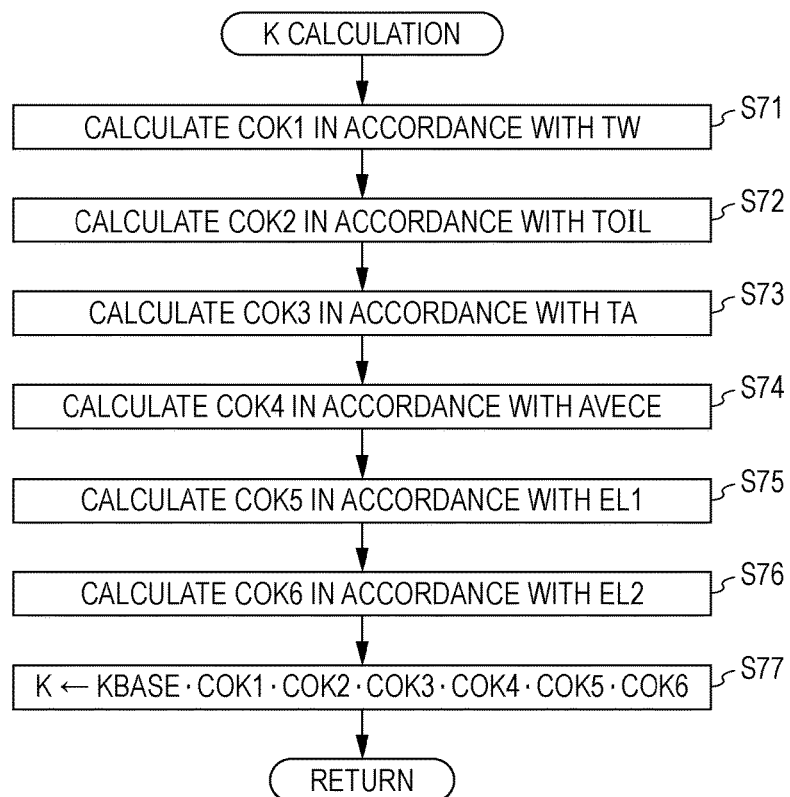 K CALCULATION
CALCULATE COK1 IN ACCORDANCE WITH TW
S71
CALCULATE COK2 IN ACCORDANCE WITH TOIL
S72
CALCULATE COK3 IN ACCORDANCE WITH TA
S73
CALCULATE COK4 IN ACCORDANCE WITH AVECE
S74
CALCULATE COK5 IN ACCORDANCE WITH EL1
S75
CALCULATE COK6 IN ACCORDANCE WITH EL2
S76
K ← KBASE · COK1 · COK2 · COK3 · COK4 · COK5 · COK6
S77
RETURN